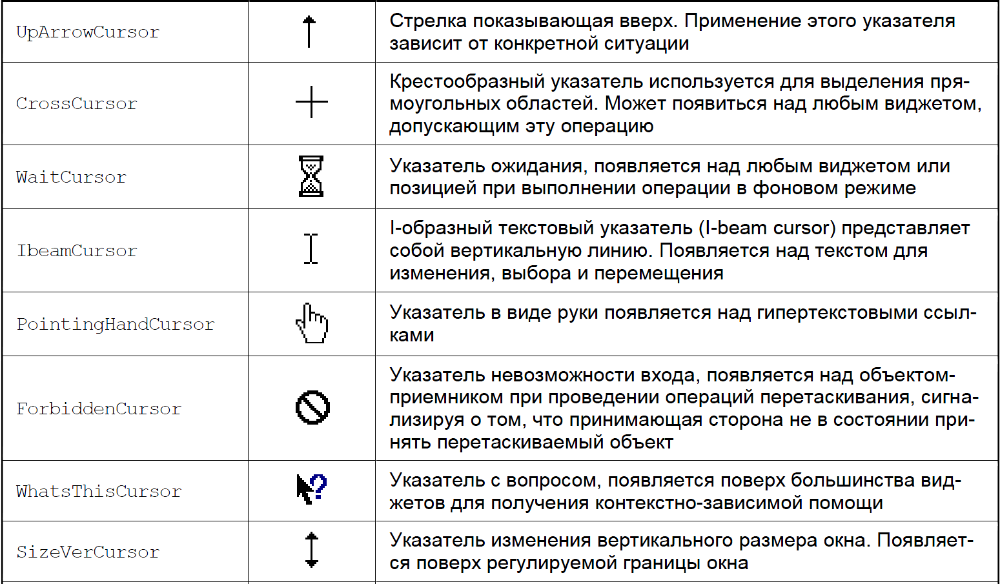 UpArrowCursor
Стрелка показывающая вверх. Применение этого указателя
зависит от конкретной ситуации
CrossCursor
Крестообразный указатель используется для выделения пря-
моугольных областей. Может появиться над любым виджетом,
допускающим эту операцию
WaitCursor
Указатель ожидания, появляется над любым виджетом или
позицией при выполнении операции в фоновом режиме
IbeamCursor
I-образный текстовый указатель (I-beam cursor) представляет
собой вертикальную линию. Появляется над текстом для
изменения, выбора и перемещения
PointingHandCursor
Указатель в виде руки появляется над гипертекстовыми ссыл-
ками
ForbiddenCursor
Указатель невозможности входа, появляется над объектом-
приемником при проведении операций перетаскивания, сигна-
лизируя о том, что принимающая сторона не в состоянии при-
нять перетаскиваемый объект
WhatsThisCursor
?
Указатель с вопросом, появляется поверх большинства вид-
жетов для получения контекстно-зависимой помощи
SizeVerCursor
Указатель изменения вертикального размера окна. Появляет-
ся поверх регулируемой границы окна